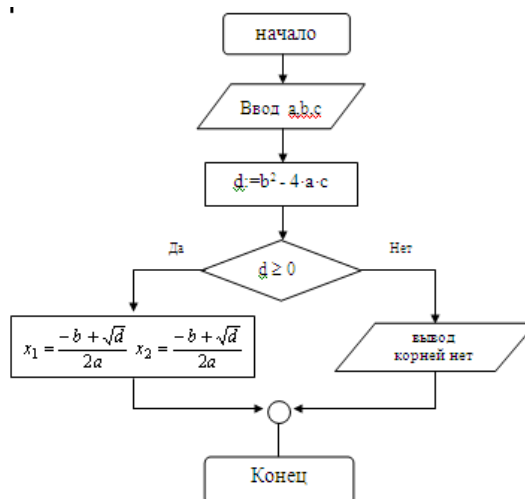 начало
Ввод a,b,c
d:=b² - 4·a·c
Да
d ≥ 0
Нет
x₁ = (-b + √d)/2a x₂ = (-b + √d)/2a
вывод
корней нет
Конец